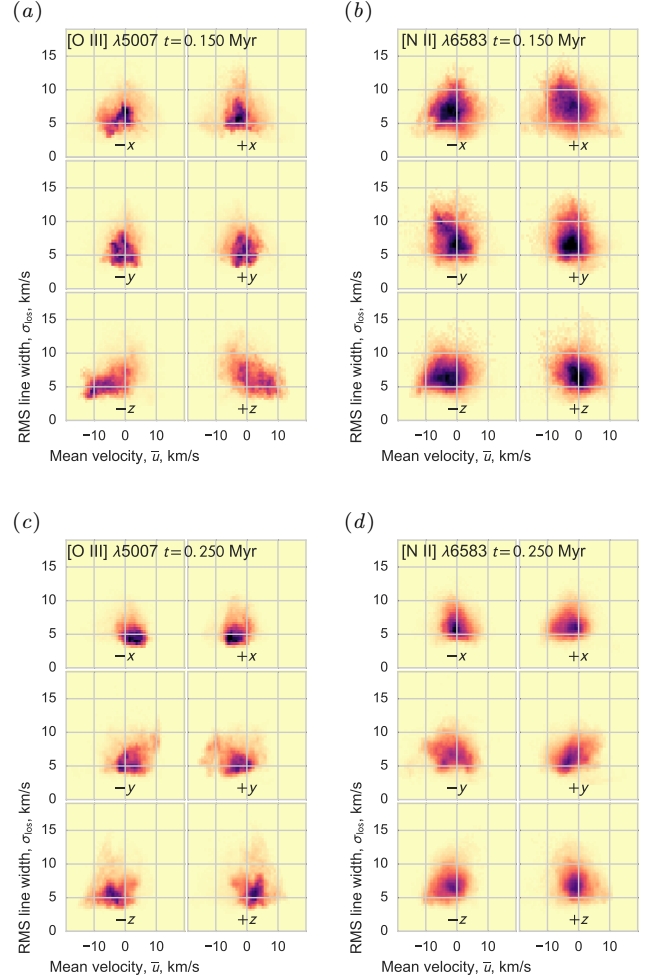 (a)
[O III] λ5007 t=0.150 Myr
15
10
5
0
−x
+x
15
10
5
0
−y
+y
15
10
5
0
−z
+z
−10 0 10 −10 0 10
RMS line width, σlos, km/s
Mean velocity, u̅, km/s
(b)
[N II] λ6583 t=0.150 Myr
15
10
5
0
−x
+x
15
10
5
0
−y
+y
15
10
5
0
−z
+z
−10 0 10 −10 0 10
RMS line width, σlos, km/s
Mean velocity, u̅, km/s
(c)
[O III] λ5007 t=0.250 Myr
15
10
5
0
−x
+x
15
10
5
0
−y
+y
15
10
5
0
−z
+z
−10 0 10 −10 0 10
RMS line width, σlos, km/s
Mean velocity, u̅, km/s
(d)
[N II] λ6583 t=0.250 Myr
15
10
5
0
−x
+x
15
10
5
0
−y
+y
15
10
5
0
−z
+z
−10 0 10 −10 0 10
RMS line width, σlos, km/s
Mean velocity, u̅, km/s